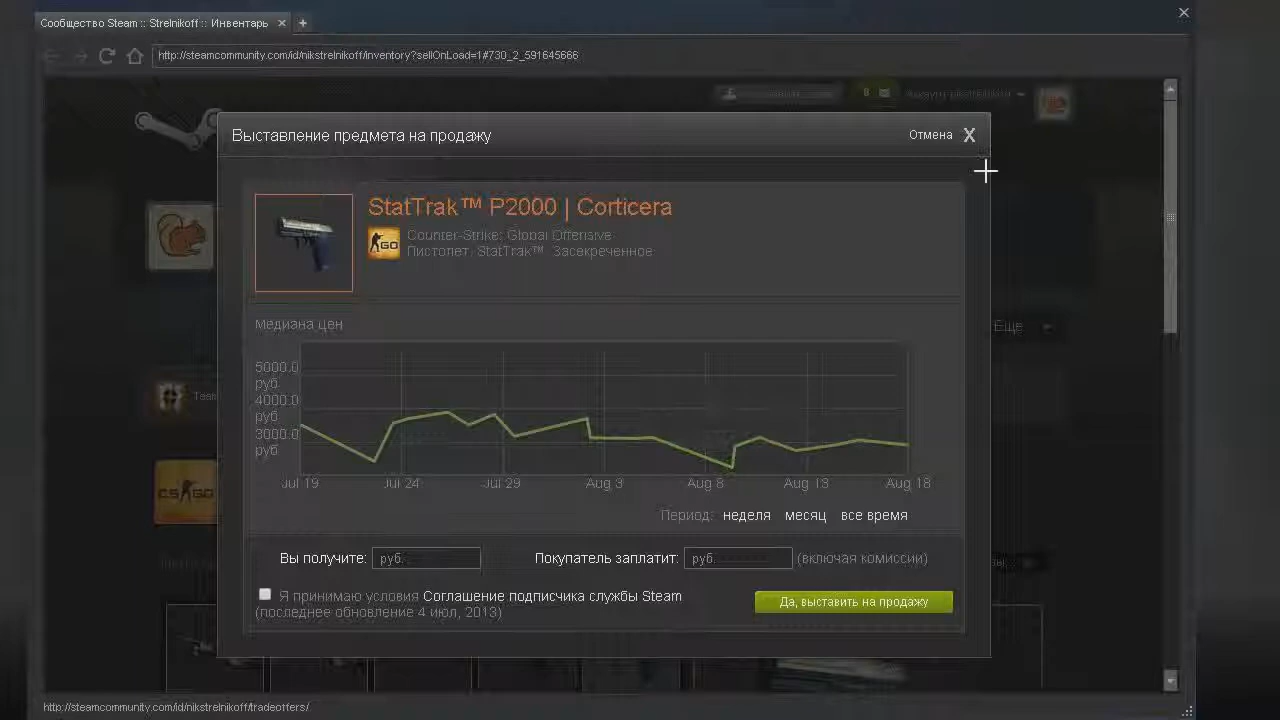 Сообщество Steam :: Strelnikoff :: Инвентарь
http://steamcommunity.com/id/nikstrelnikoff/inventory?sellOnLoad=1#730_2_591645666
8
Выставление предмета на продажу
Отмена X
StatTrak™ P2000 | Corticera
GO
Counter-Strike: Global Offensive
Пистолет, StatTrak™ Засекреченное
Медиана цен
Еще
5000.0
руб.
4000.0
руб.
3000.0
руб
Jul 19 Jul 24 Jul 29 Aug 3 Aug 8 Aug 13 Aug 18
CS GO
Период: неделя месяц все время
Вы получите: руб. Покупатель заплатит: руб. (включая комиссии)
Я принимаю условия Соглашение подписчика службы Steam
(последнее обновление 4 июл, 2013)
Да, выставить на продажу
http://steamcommunity.com/id/nikstrelnikoff/tradeoffers/